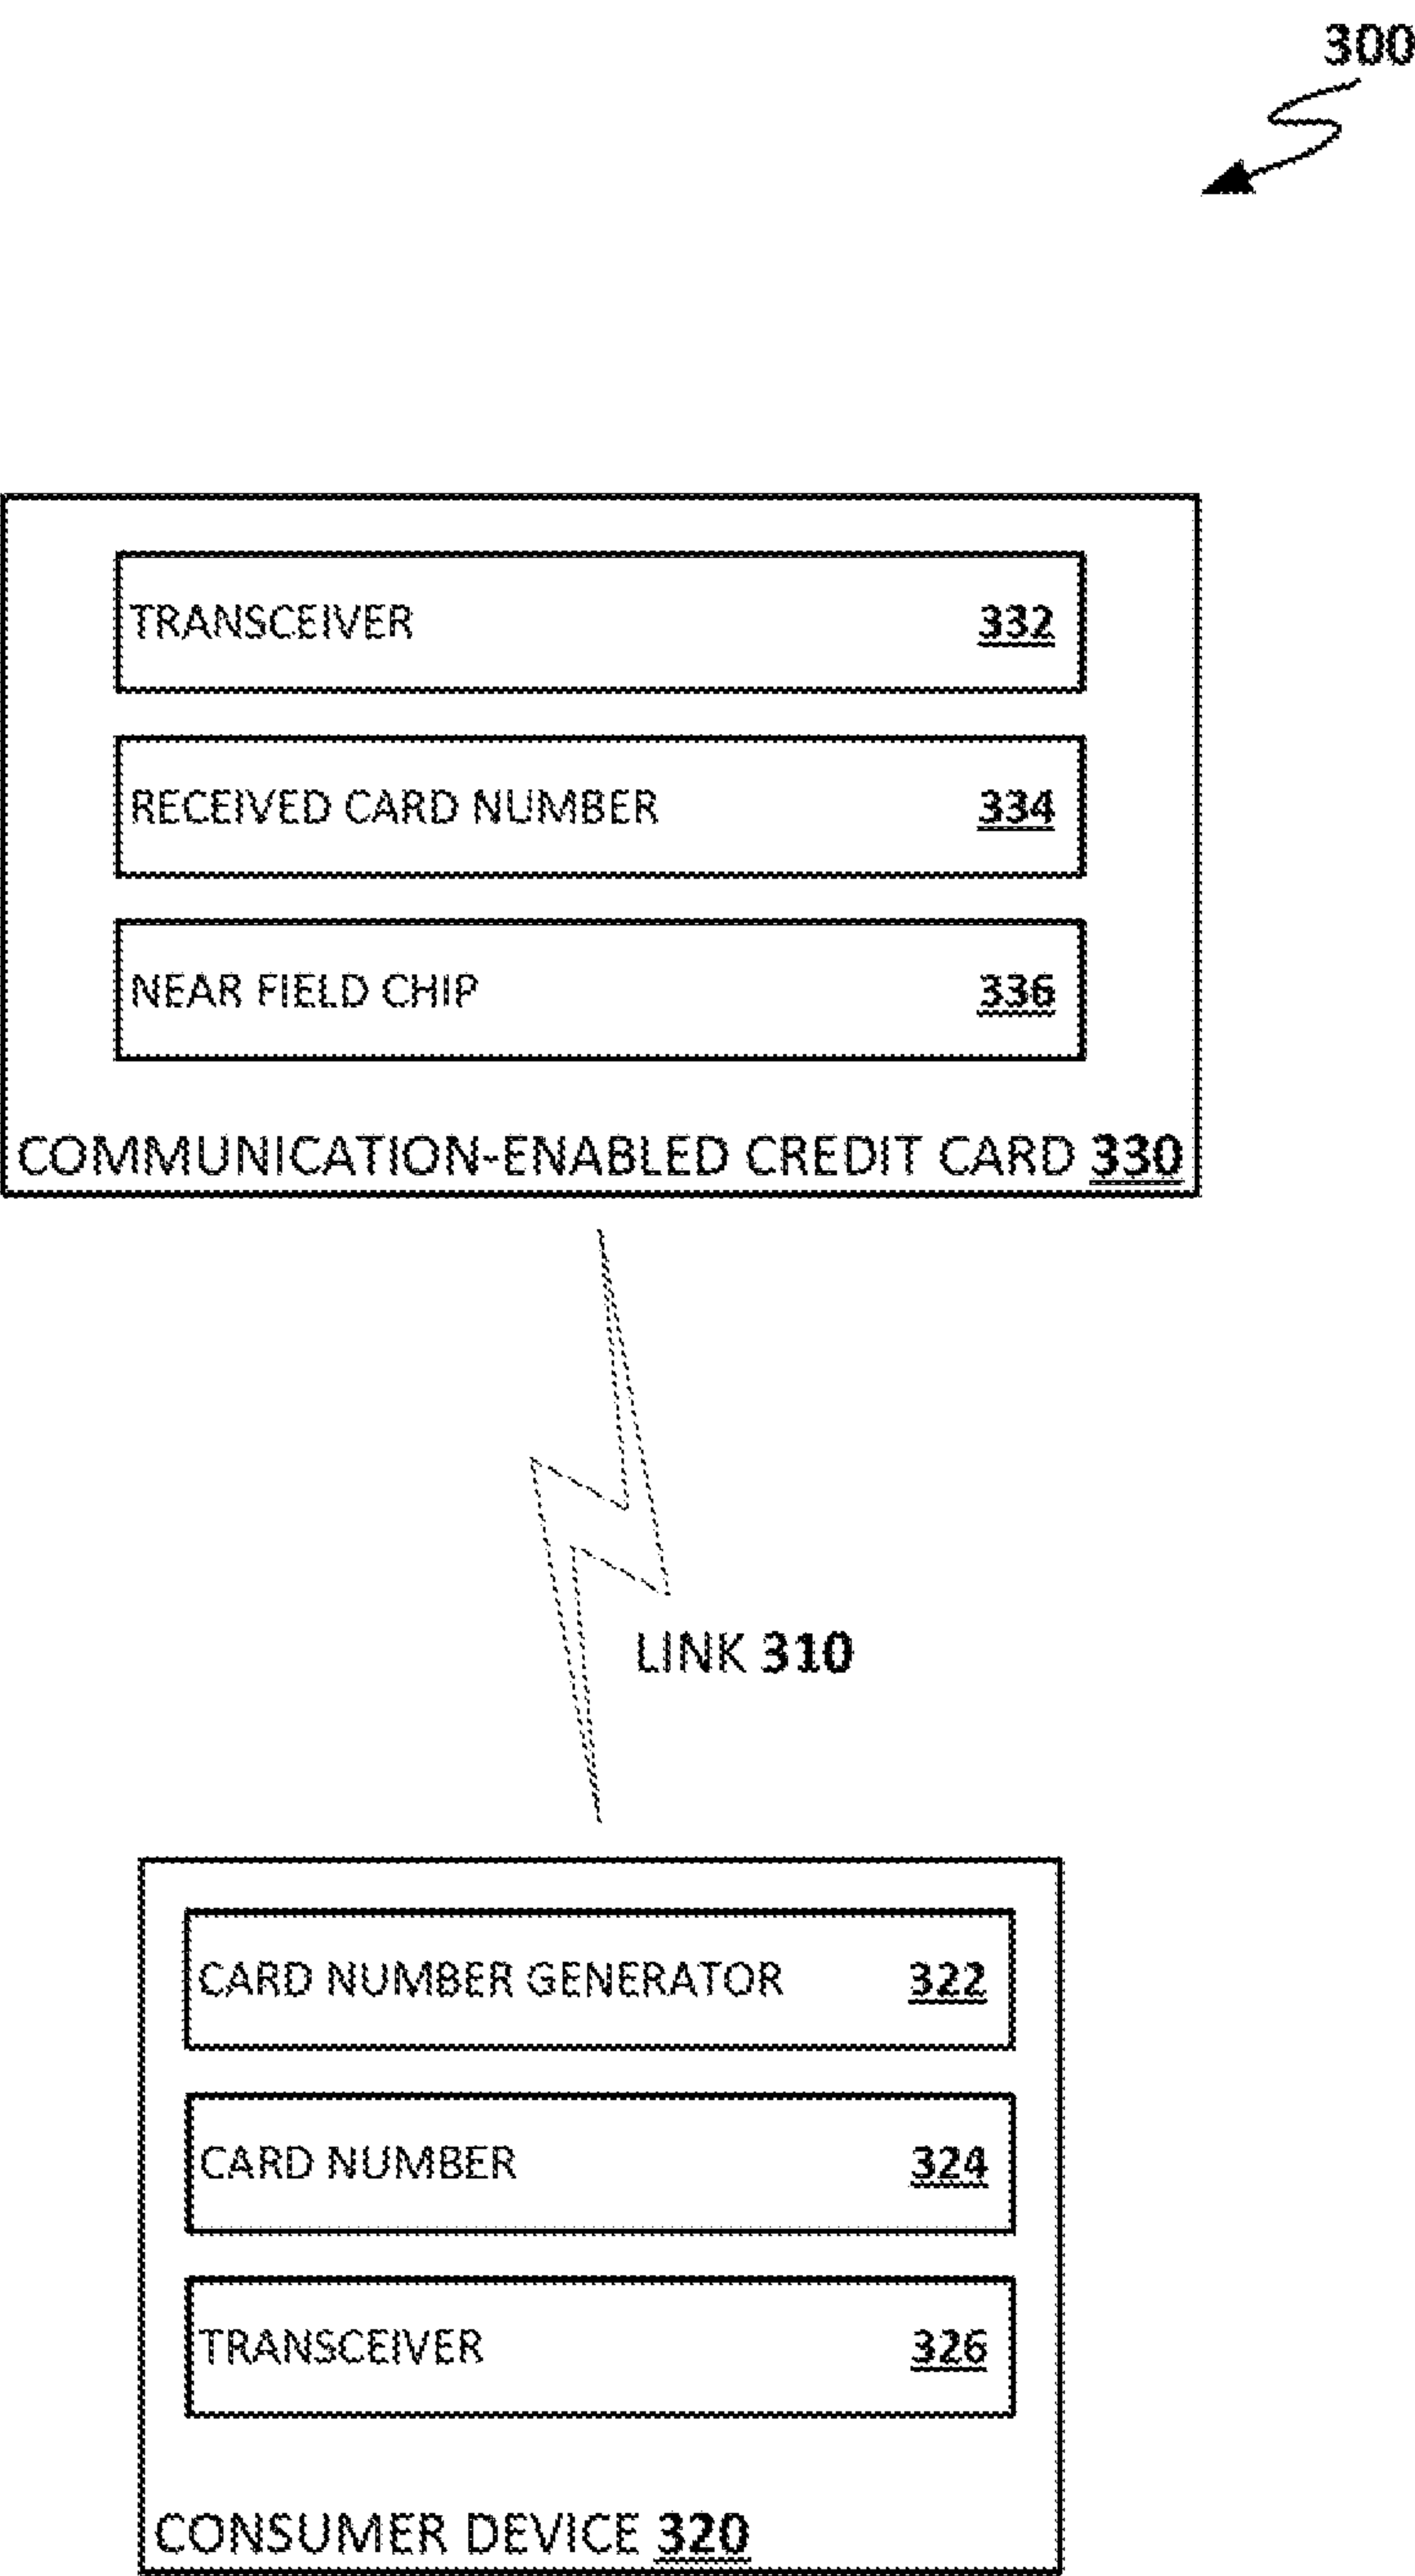 300
TRANSCEIVER 332
RECEIVED CARD NUMBER 334
NEAR FIELD CHIP 336
COMMUNICATION-ENABLED CREDIT CARD 330
LINK 310
CARD NUMBER GENERATOR 322
CARD NUMBER 324
TRANSCEIVER 326
CONSUMER DEVICE 320